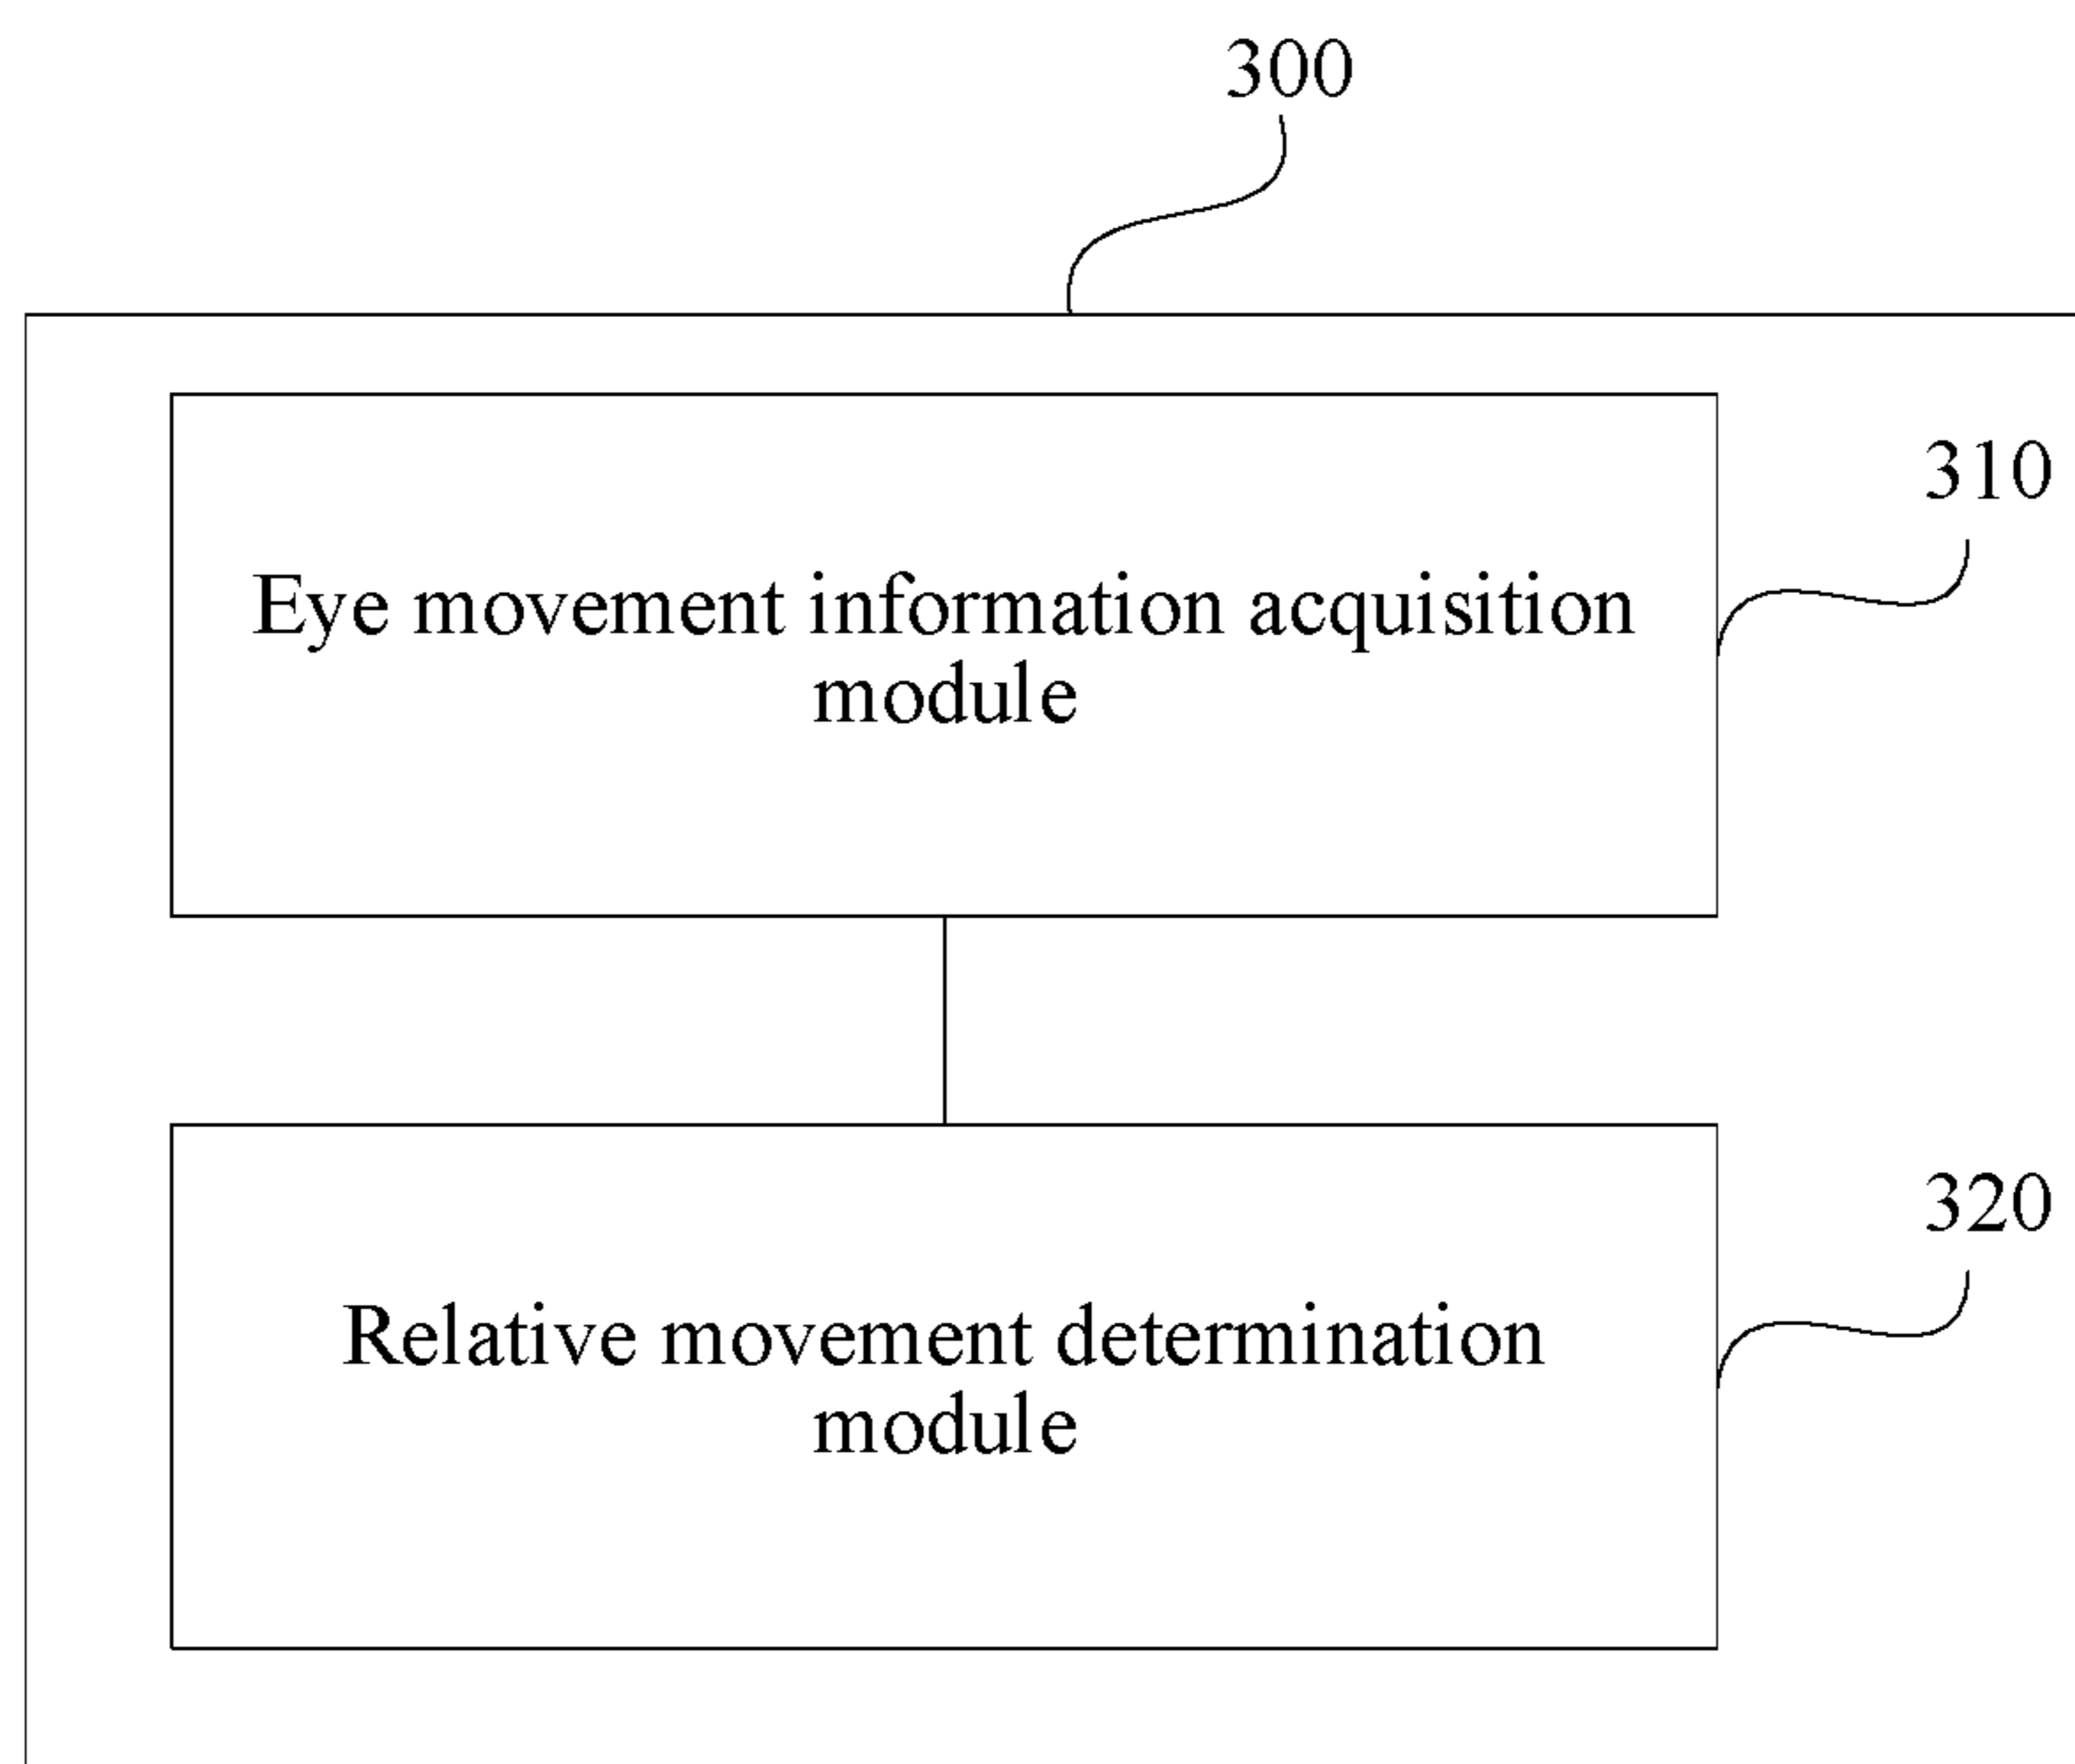 300
310
Eye movement information acquisition
module
320
Relative movement determination
module